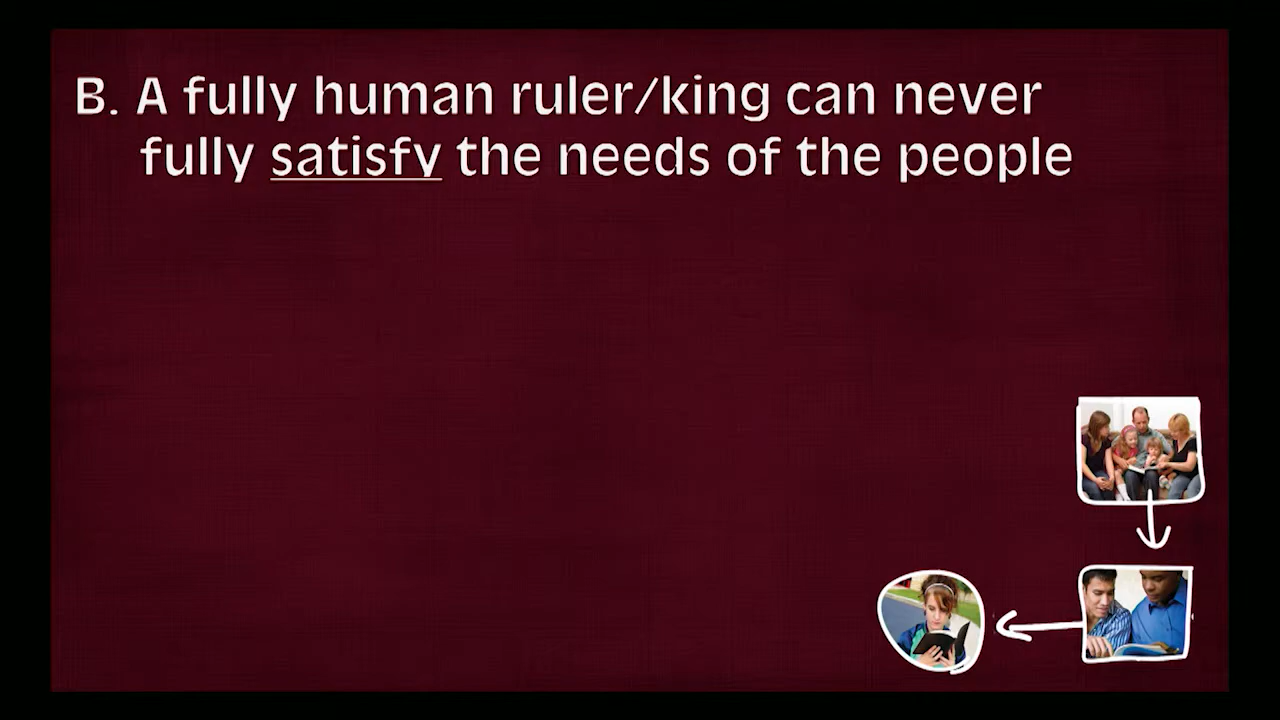 B. A fully human ruler/king can never
fully satisfy the needs of the people